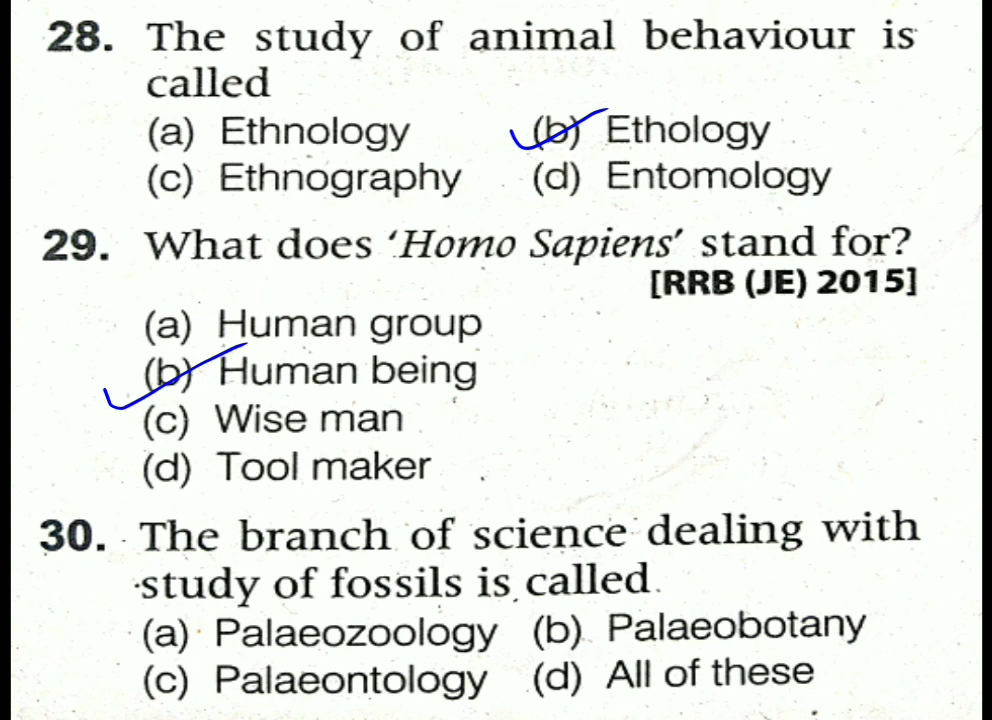 28. The study of animal behaviour is
called
(a) Ethnology (b) Ethology
(c) Ethnography (d) Entomology
29. What does ‘Homo Sapiens’ stand for?
[RRB (JE) 2015]
(a) Human group
(b) Human being
(c) Wise man
(d) Tool maker
30. The branch of science dealing with
study of fossils is called
(a) Palaeozoology (b) Palaeobotany
(c) Palaeontology (d) All of these